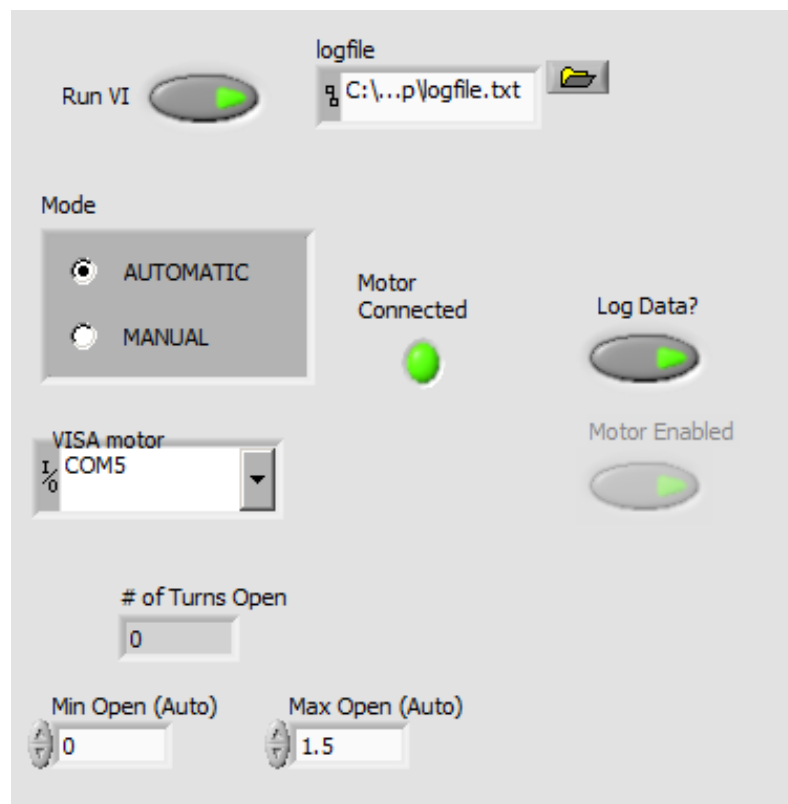 logfile
Run VI
C:\...p\logfile.txt
Mode
AUTOMATIC
MANUAL
Motor
Connected
Log Data?
VISA motor
I/O
COM5
Motor Enabled
# of Turns Open
0
Min Open (Auto)
0
Max Open (Auto)
1.5